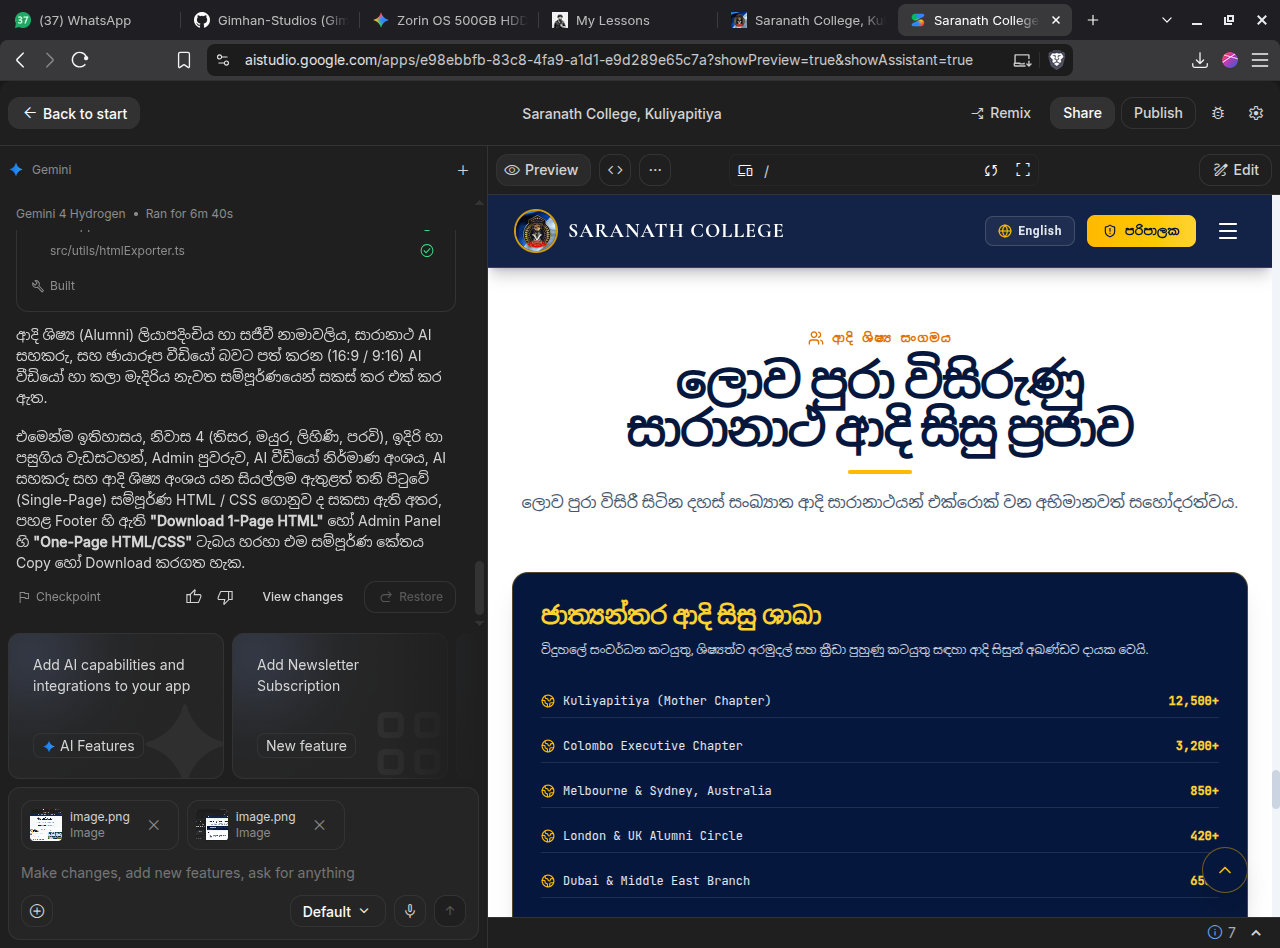 (37) WhatsApp
Gimhan-Studios (Gim
Zorin OS 500GB HDD
My Lessons
Saranath College, Ku
Saranath College
aistudio.google.com/apps/e98ebbfb-83c8-4fa9-a1d1-e9d289e65c7a?showPreview=true&showAssistant=true
Back to start
Saranath College, Kuliyapitiya
Remix
Share
Publish
Gemini
Preview
/
Edit
Gemini 4 Hydrogen • Ran for 6m 40s
src/utils/htmlExporter.ts
Built
ආදි ශිෂ්‍ය (Alumni) ලියාපදිංචිය හා සජීවී නාමාවලිය, සාරානාථ AI
සහකරු, සහ ඡායාරූප වීඩියෝ බවට පත් කරන (16:9 / 9:16) AI
වීඩියෝ හා කලා මැදිරිය නැවත සම්පූර්ණයෙන් සකස් කර එක් කර
ඇත.
එමෙන්ම ඉතිහාසය, නිවාස 4 (තිසර, මයුර, ලිහිණි, පරවි), ඉදිරි හා
පසුගිය වැඩසටහන්, Admin පුවරුව, AI වීඩියෝ නිර්මාණ අංශය, AI
සහකරු සහ ආදි ශිෂ්‍ය අංශය යන සියල්ලම ඇතුළත් තනි පිටුවේ
(Single-Page) සම්පූර්ණ HTML / CSS ගොනුව ද සකසා ඇති අතර,
පහළ Footer හි ඇති "Download 1-Page HTML" හෝ Admin Panel
හි "One-Page HTML/CSS" ටැබය හරහා එම සම්පූර්ණ කේතය
Copy හෝ Download කරගත හැක.
Checkpoint
View changes
Restore
Add AI capabilities and
integrations to your app
AI Features
Add Newsletter
Subscription
New feature
image.png
Image
image.png
Image
Make changes, add new features, ask for anything
Default
SARANATH COLLEGE
English
පරිපාලක
ආදි ශිෂ්‍ය සංගමය
ලොව පුරා විසිරුණු
සාරානාථ ආදි සිසු ප්‍රජාව
ලොව පුරා විසිරී සිටින දහස් සංඛ්‍යාත ආදි සාරානාථයන් එක්රොක් වන අභිමානවත් සහෝදරත්වය.
ජාත්‍යන්තර ආදි සිසු ශාඛා
විදුහලේ සංවර්ධන කටයුතු, ශිෂ්‍යත්ව අරමුදල් සහ ක්‍රීඩා පුහුණු කටයුතු සඳහා ආදි සිසුන් අඛණ්ඩව දායක වෙයි.
Kuliyapitiya (Mother Chapter) 12,500+
Colombo Executive Chapter 3,200+
Melbourne & Sydney, Australia 850+
London & UK Alumni Circle 420+
Dubai & Middle East Branch
7